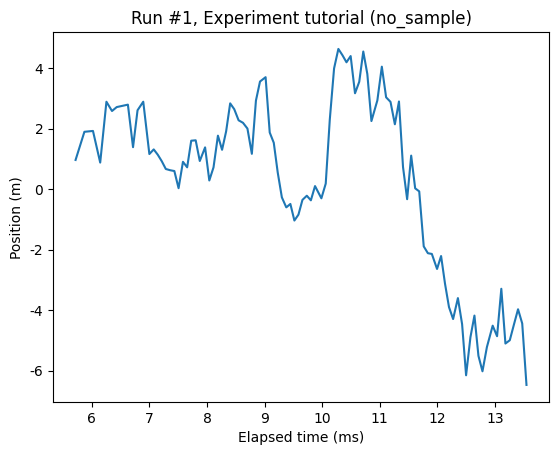 Run #1, Experiment tutorial (no_sample)
Position (m)
4
2
0
-2
-4
-6
6 7 8 9 10 11 12 13
Elapsed time (ms)